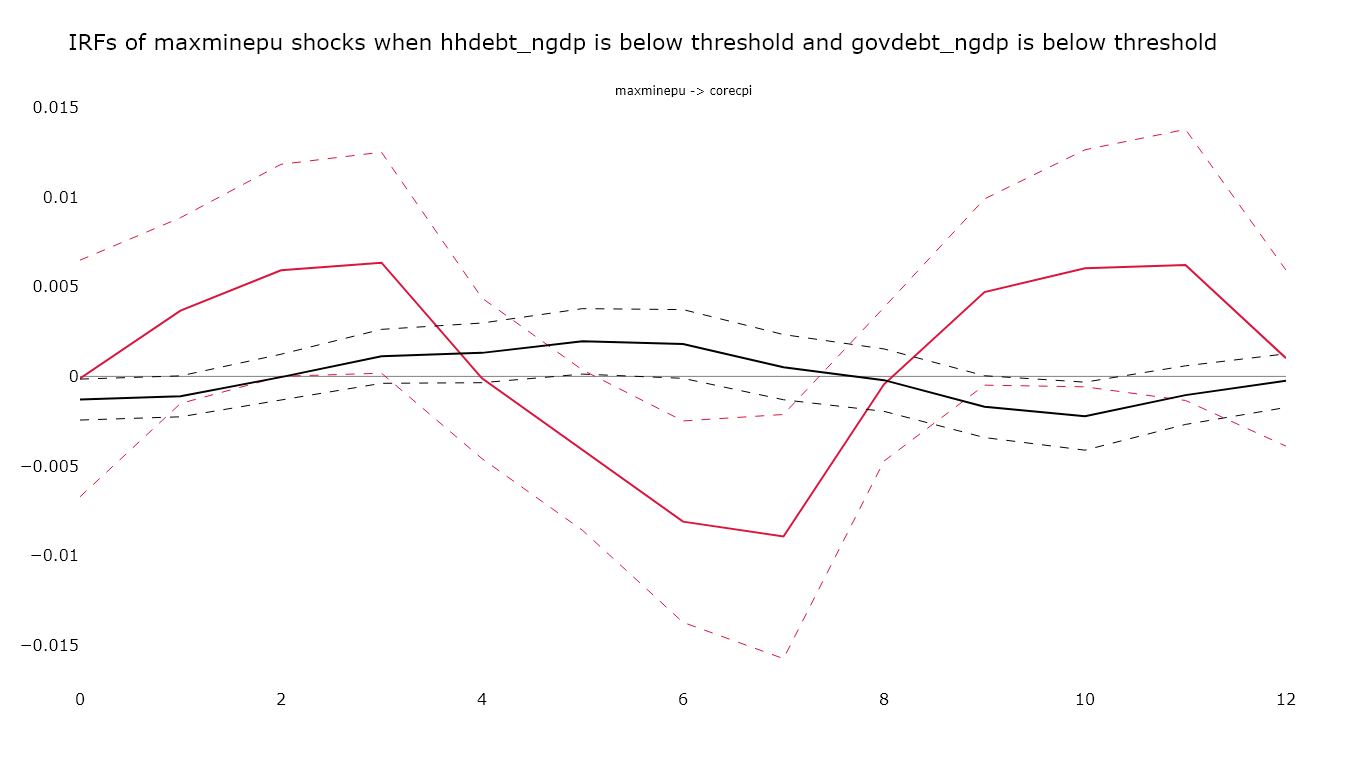 IRFs of maxminepu shocks when hhdebt_ngdp is below threshold and govdebt_ngdp is below threshold
maxminepu -> corecpi
0.015
0.01
0.005
0
−0.005
−0.01
−0.015
0 2 4 6 8 10 12